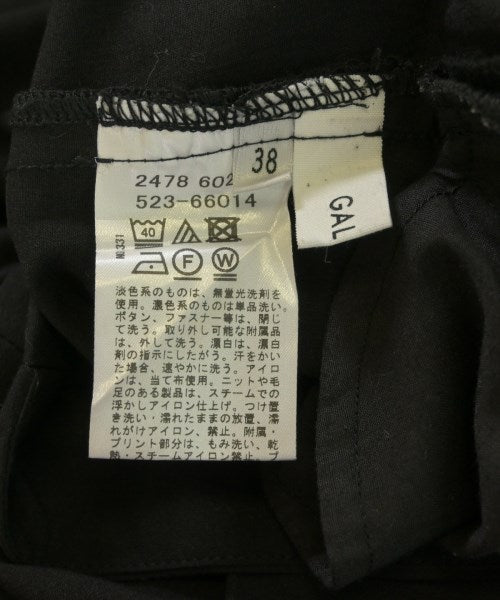 38
GAL
2478 602
523-66014
40
F W
NO331
淡色系のものは、無蛍光洗剤を
使用。濃色系のものは単品洗い。
ボタン、ファスナー等は、閉じ
て洗う。取り外し可能な附属品
は、外して洗う。漂白は、漂白
剤の指示にしたがう。汗をかい
た場合、速やかに洗う。アイロ
ンは、当て布使用。ニットや毛
足のある製品は、スチームでの
浮かしアイロン仕上げ。つけ置
き洗い・濡れたままの放置、濡
れがけアイロン、禁止。附属・
プリント部分は、もみ洗い、乾
熱・スチームアイロン禁止。プ